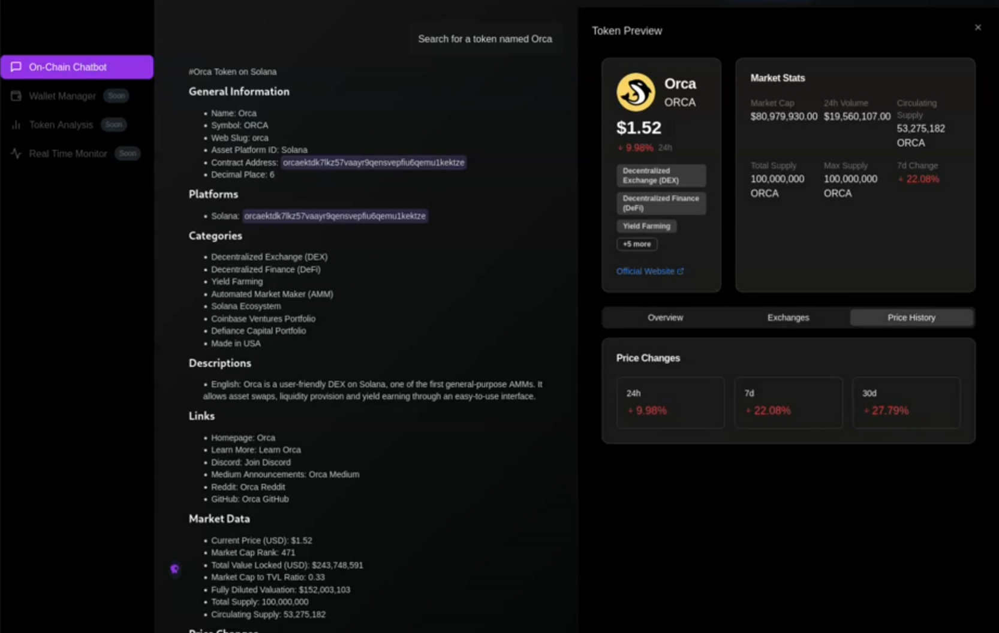 On-Chain Chatbot
Wallet Manager Soon
Token Analysis Soon
Real Time Monitor Soon
Search for a token named Orca
#Orca Token on Solana
General Information
• Name: Orca
• Symbol: ORCA
• Web Slug: orca
• Asset Platform ID: Solana
• Contract Address: orcaektdk7lkz57vaayr9qensvepfiu6qemu1kektze
• Decimal Place: 6
Platforms
• Solana: orcaektdk7lkz57vaayr9qensvepfiu6qemu1kektze
Categories
• Decentralized Exchange (DEX)
• Decentralized Finance (DeFi)
• Yield Farming
• Automated Market Maker (AMM)
• Solana Ecosystem
• Coinbase Ventures Portfolio
• Defiance Capital Portfolio
• Made in USA
Descriptions
• English: Orca is a user-friendly DEX on Solana, one of the first general-purpose AMMs. It
allows asset swaps, liquidity provision and yield earning through an easy-to-use interface.
Links
• Homepage: Orca
• Learn More: Learn Orca
• Discord: Join Discord
• Medium Announcements: Orca Medium
• Reddit: Orca Reddit
• GitHub: Orca GitHub
Market Data
• Current Price (USD): $1.52
• Market Cap Rank: 471
• Total Value Locked (USD): $243,748,591
• Market Cap to TVL Ratio: 0.33
• Fully Diluted Valuation: $152,003,103
• Total Supply: 100,000,000
• Circulating Supply: 53,275,182
Price Changes
Token Preview ×
Orca
ORCA
$1.52
↓ 9.98% 24h
Decentralized
Exchange (DEX)
Decentralized Finance
(DeFi)
Yield Farming
+5 more
Official Website
Market Stats
Market Cap
$80,979,930.00
24h Volume
$19,560,107.00
Circulating
Supply
53,275,182
ORCA
Total Supply
100,000,000
ORCA
Max Supply
100,000,000
ORCA
7d Change
↓ 22.08%
Overview Exchanges Price History
Price Changes
24h
↓ 9.98%
7d
↓ 22.08%
30d
↓ 27.79%